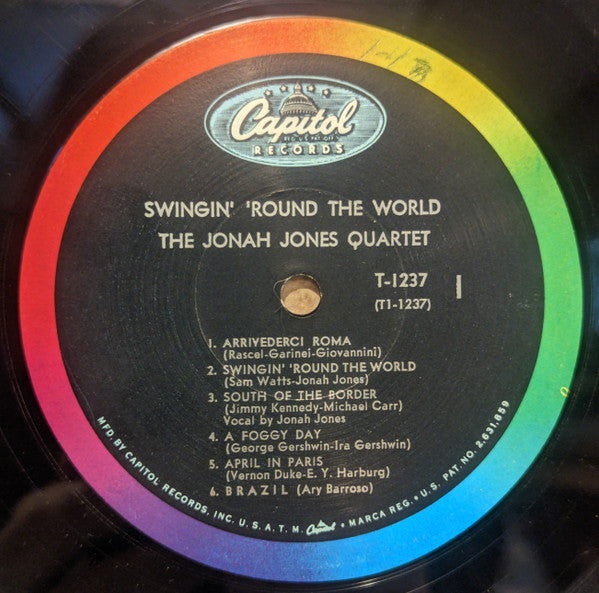 Capitol
REG. U.S. PAT. OFF.
RECORDS
SWINGIN' 'ROUND THE WORLD
THE JONAH JONES QUARTET
T-1237 1
(T1-1237)
1. ARRIVEDERCI ROMA
(Rascel-Garinei-Giovannini)
2. SWINGIN' 'ROUND THE WORLD
(Sam Watts-Jonah Jones)
3. SOUTH OF THE BORDER
(Jimmy Kennedy-Michael Carr)
Vocal by Jonah Jones
4. A FOGGY DAY
(George Gershwin-Ira Gershwin)
5. APRIL IN PARIS
(Vernon Duke-E. Y. Harburg)
6. BRAZIL (Ary Barroso)
MFD. BY CAPITOL RECORDS, INC. U.S.A. T.M. Capitol • MARCA REG. • U.S. PAT. NO. 2,631,859